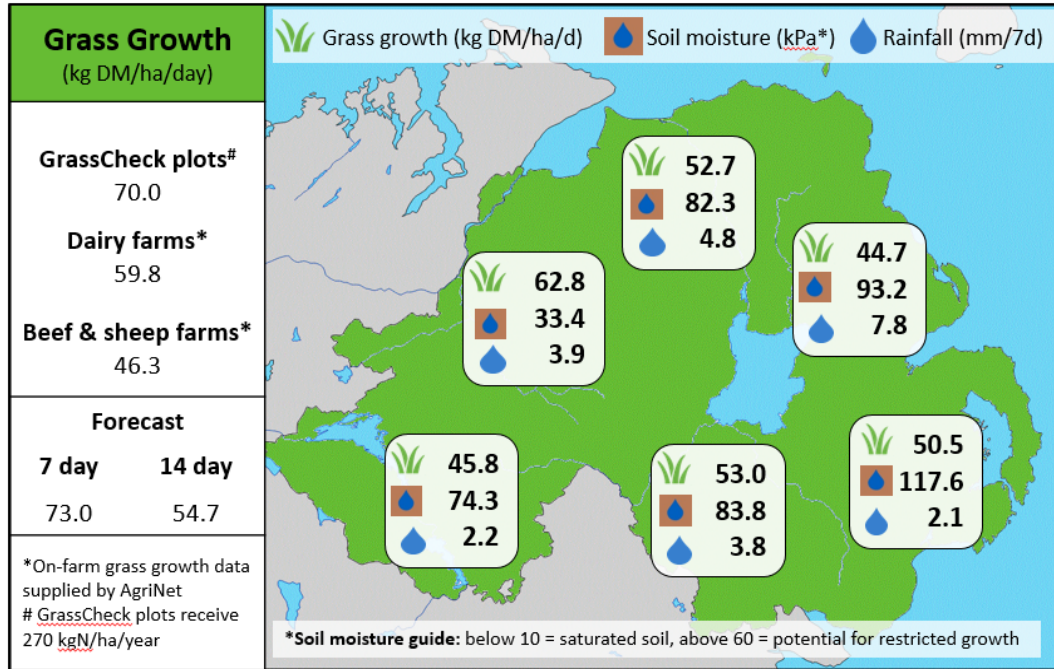 Grass Growth
(kg DM/ha/day)
GrassCheck plots#
70.0
Dairy farms*
59.8
Beef & sheep farms*
46.3
Forecast
7 day 14 day
73.0 54.7
*On-farm grass growth data
supplied by AgriNet
# GrassCheck plots receive
270 kgN/ha/year
Grass growth (kg DM/ha/d) Soil moisture (kPa*) Rainfall (mm/7d)
52.7
82.3
4.8
44.7
93.2
7.8
62.8
33.4
3.9
45.8
74.3
2.2
53.0
83.8
3.8
50.5
117.6
2.1
*Soil moisture guide: below 10 = saturated soil, above 60 = potential for restricted growth